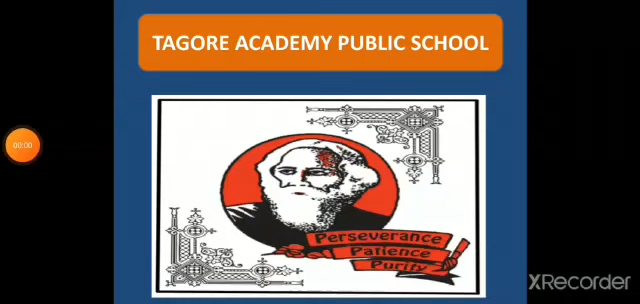 TAGORE ACADEMY PUBLIC SCHOOL
00:00
Perseverance
Patience
Purity
XRecorder